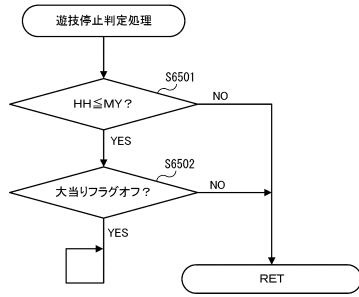 遊技停止判定処理
S6501
HH≦MY？
NO
YES
S6502
大当りフラグオフ？
NO
YES
RET